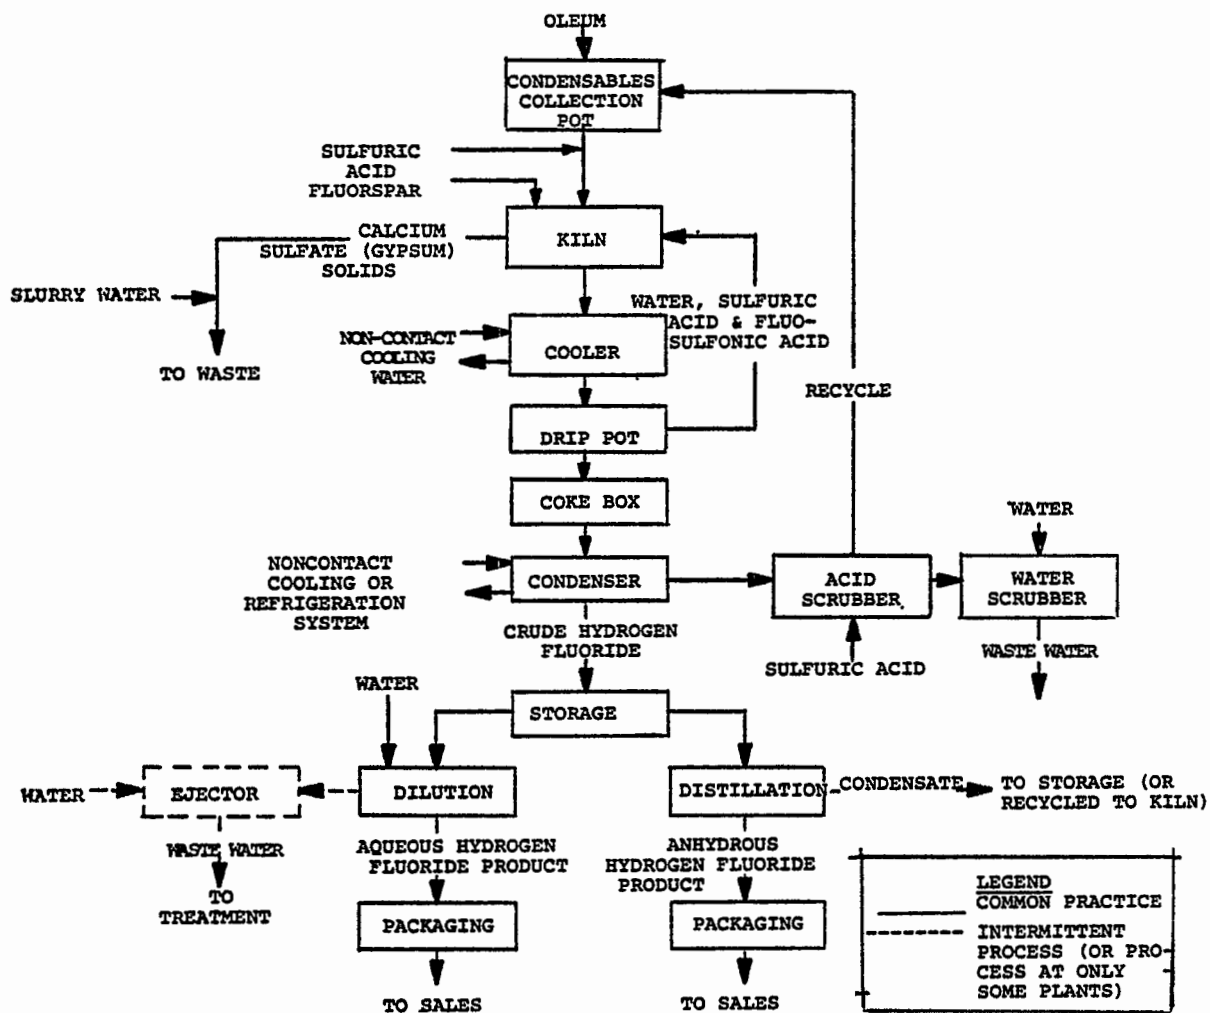 OLEUM
CONDENSABLES
COLLECTION
POT
SULFURIC
ACID
FLUORSPAR
CALCIUM
SULFATE (GYPSUM)
SOLIDS
KILN
SLURRY WATER
TO WASTE
WATER, SULFURIC
ACID & FLUO-
SULFONIC ACID
NON-CONTACT
COOLING
WATER
COOLER
RECYCLE
DRIP POT
COKE BOX
NONCONTACT
COOLING OR
REFRIGERATION
SYSTEM
CONDENSER
ACID
SCRUBBER
WATER
WATER
SCRUBBER
CRUDE HYDROGEN
FLUORIDE
SULFURIC ACID
WASTE WATER
WATER
STORAGE
WATER
EJECTOR
DILUTION
DISTILLATION
CONDENSATE
TO STORAGE (OR
RECYCLED TO KILN)
WASTE WATER
TO
TREATMENT
AQUEOUS HYDROGEN
FLUORIDE PRODUCT
ANHYDROUS
HYDROGEN FLUORIDE
PRODUCT
PACKAGING
PACKAGING
TO SALES
TO SALES
LEGEND
COMMON PRACTICE
INTERMITTENT
PROCESS (OR PRO-
CESS AT ONLY
SOME PLANTS)